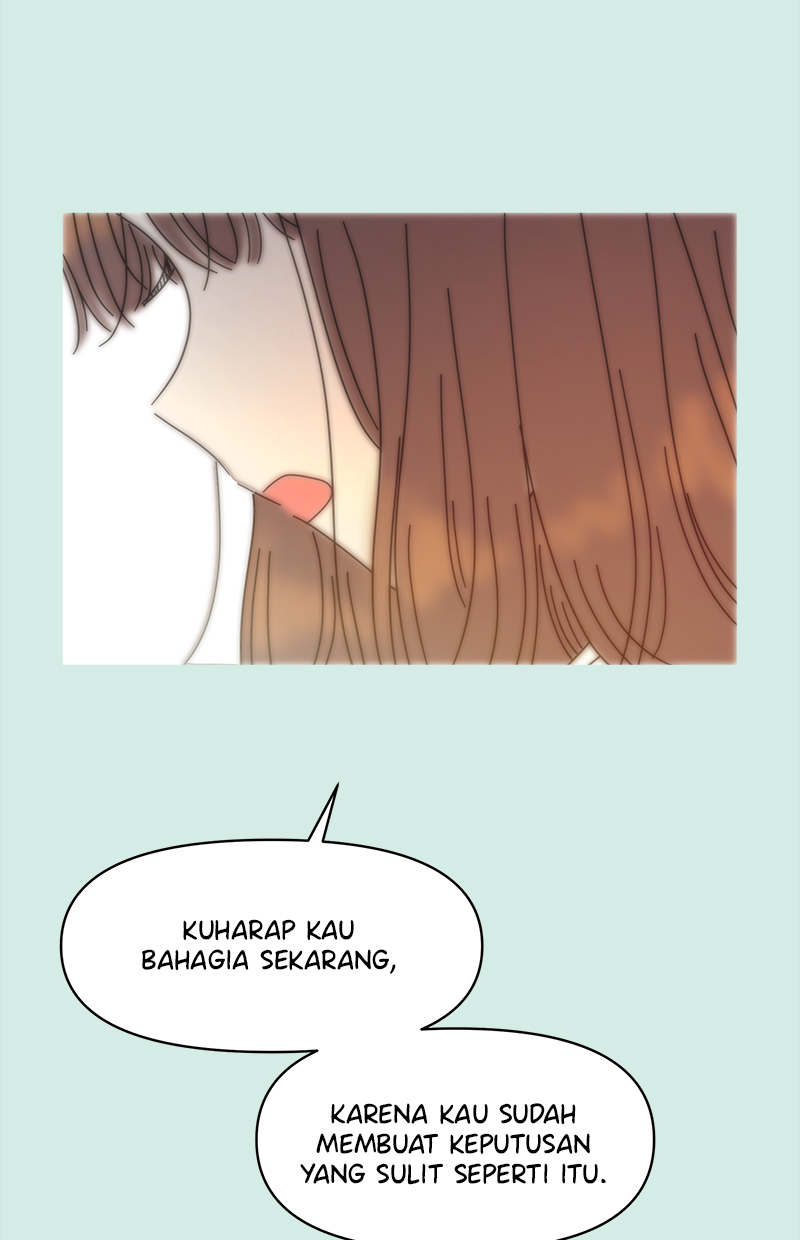 KUHARAP KAU
BAHAGIA SEKARANG,
KARENA KAU SUDAH
MEMBUAT KEPUTUSAN
YANG SULIT SEPERTI ITU.